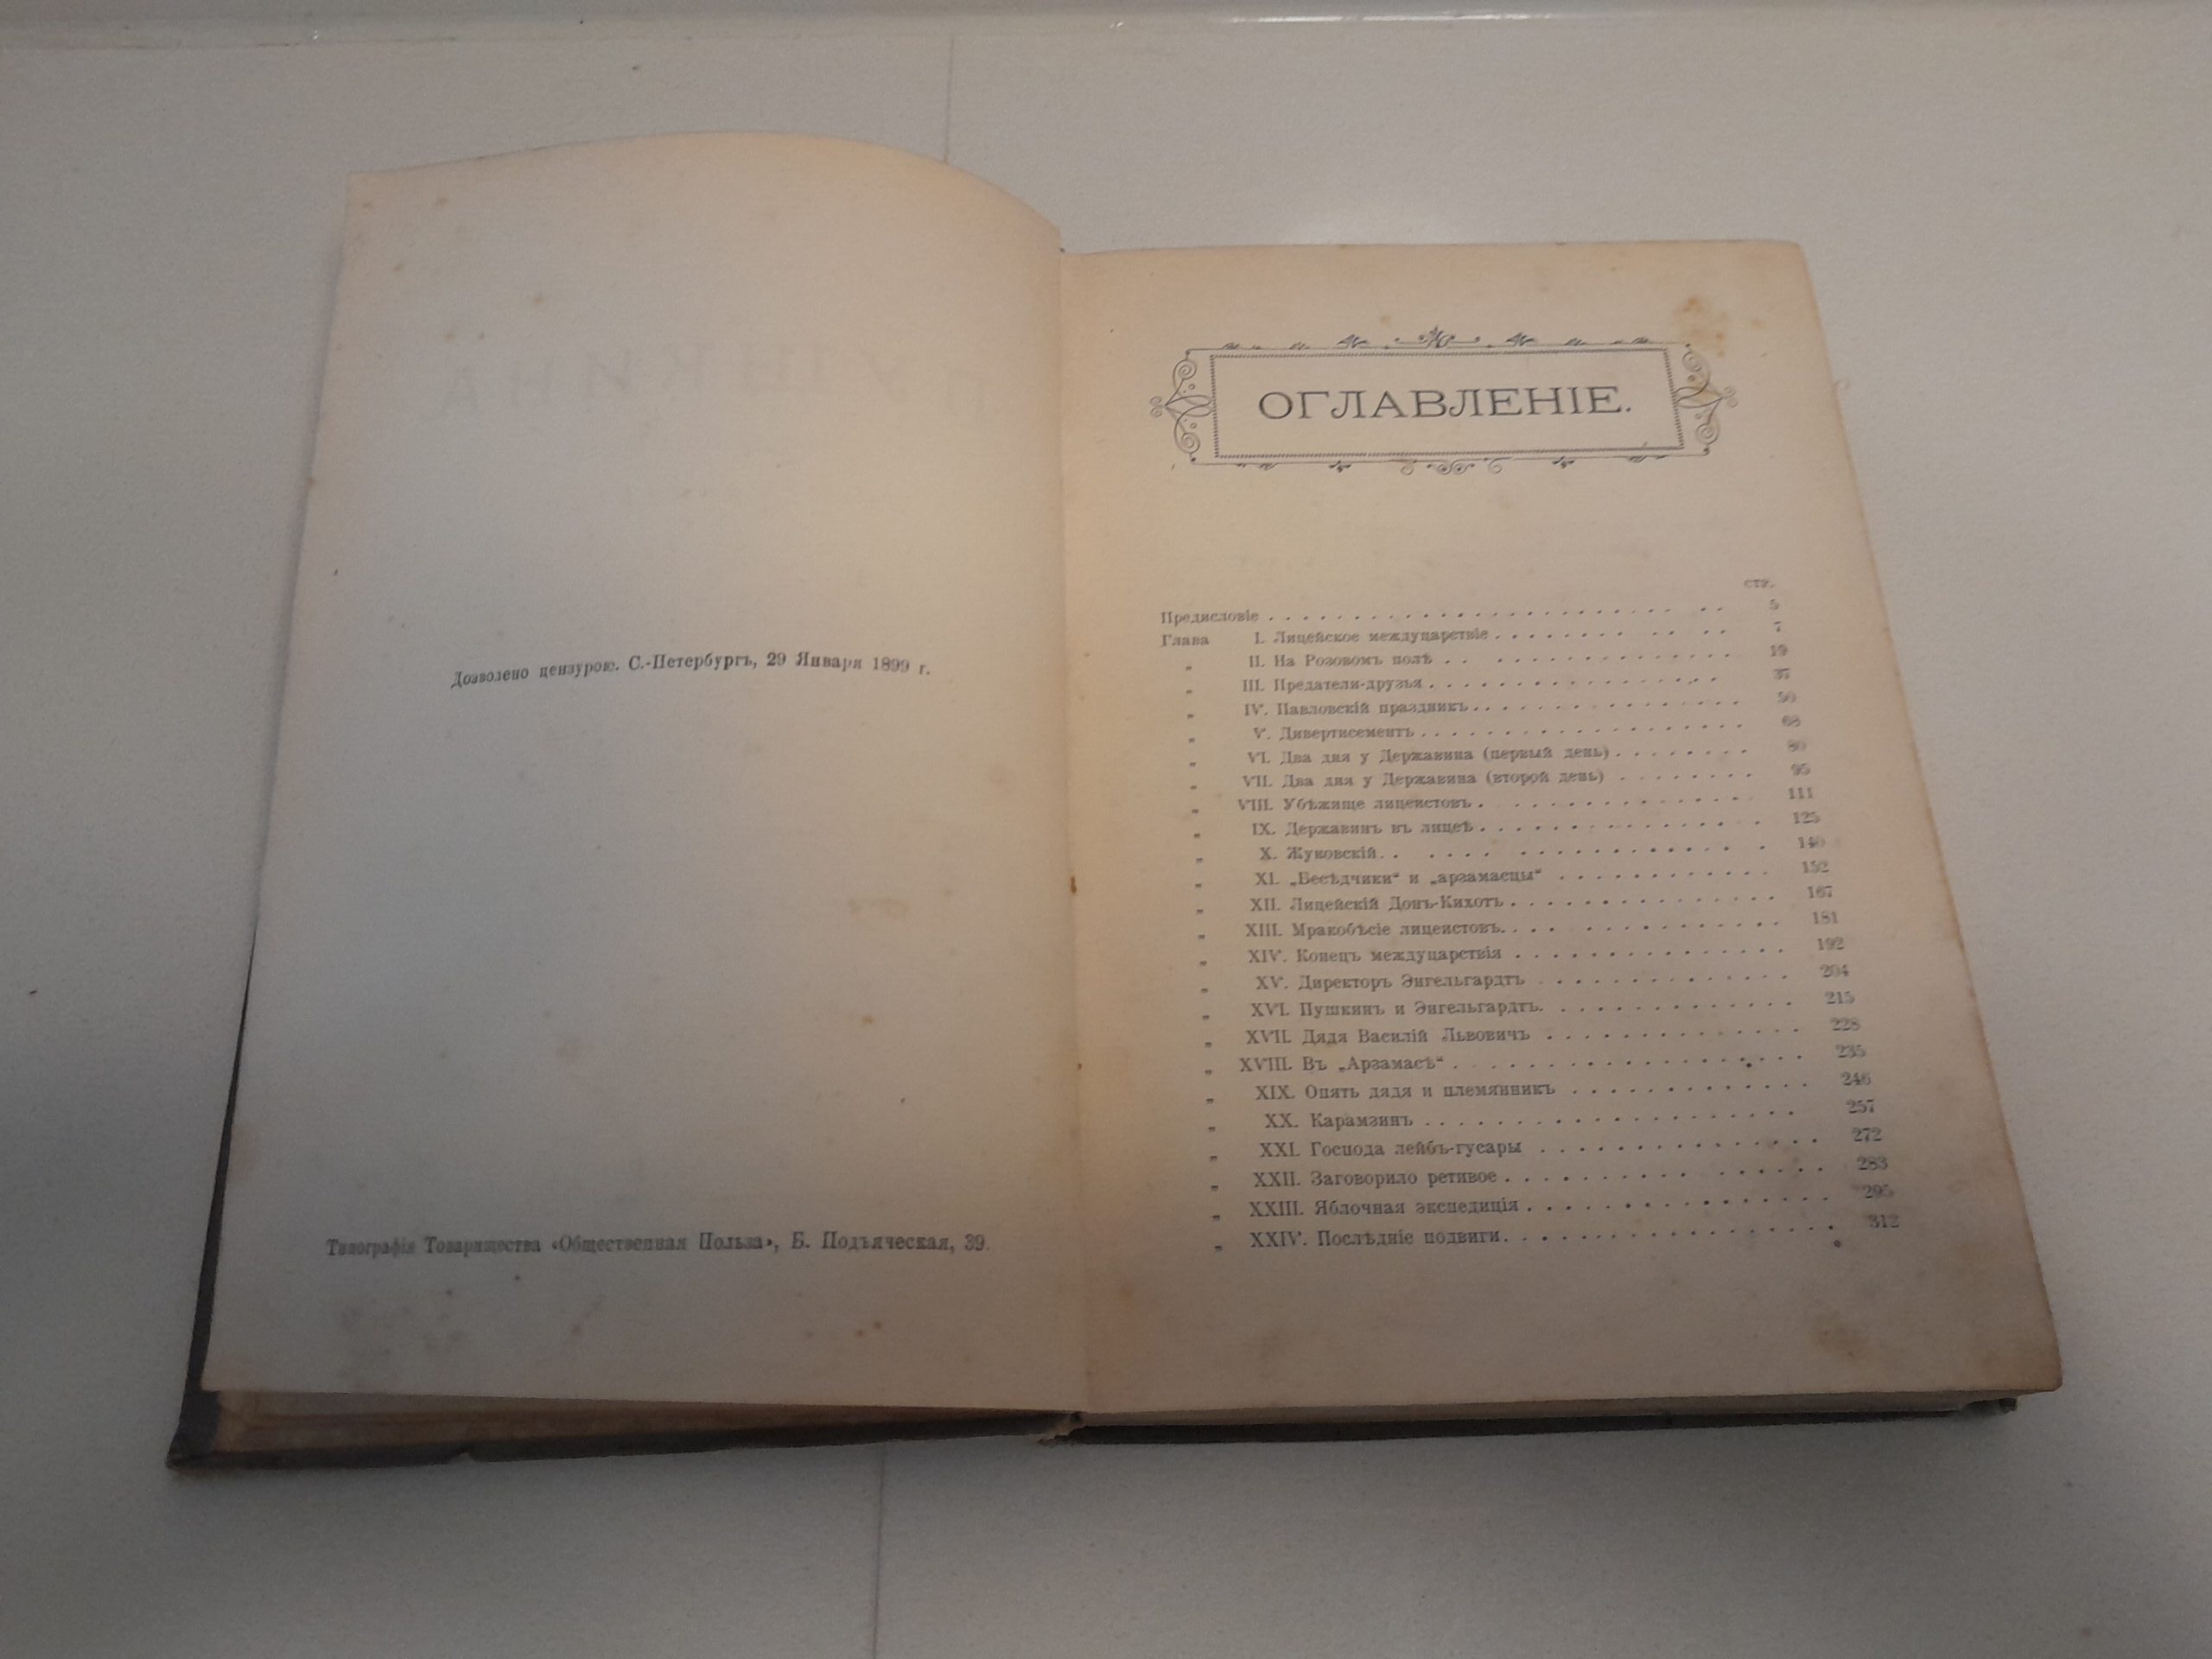 Дозволено цензурою. С.-Петербургъ, 29 Января 1899 г.
Типографія Товарищества «Общественная Польза», Б. Подъяческая, 39.
ОГЛАВЛЕНІЕ.
стр.
Предисловіе . . . . . 5
Глава I. Лицейское междуцарствіе . . . . . 7
„ II. На Розовомъ полѣ . . . . . 19
„ III. Предатели-друзья . . . . . 37
„ IV. Павловскій праздникъ . . . . . 50
„ V. Дивертисементъ . . . . . 68
„ VI. Два дня у Державина (первый день) . . . . . 80
„ VII. Два дня у Державина (второй день) . . . . . 95
„ VIII. Убѣжище лицеистовъ . . . . . 111
„ IX. Державинъ въ лицеѣ . . . . . 125
„ X. Жуковскій . . . . . 140
„ XI. „Бесѣдчики“ и „арзамасцы“ . . . . . 152
„ XII. Лицейскій Донъ-Кихотъ . . . . . 167
„ XIII. Мракобѣсіе лицеистовъ . . . . . 181
„ XIV. Конецъ междуцарствія . . . . . 192
„ XV. Директоръ Энгельгардтъ . . . . . 204
„ XVI. Пушкинъ и Энгельгардтъ . . . . . 215
„ XVII. Дядя Василій Львовичъ . . . . . 228
„ XVIII. Въ „Арзамасѣ“ . . . . . 235
„ XIX. Опять дядя и племянникъ . . . . . 246
„ XX. Карамзинъ . . . . . 257
„ XXI. Господа лейбъ-гусары . . . . . 272
„ XXII. Заговорило ретивое . . . . . 283
„ XXIII. Яблочная экспедиція . . . . . 295
„ XXIV. Послѣдніе подвиги . . . . . 312